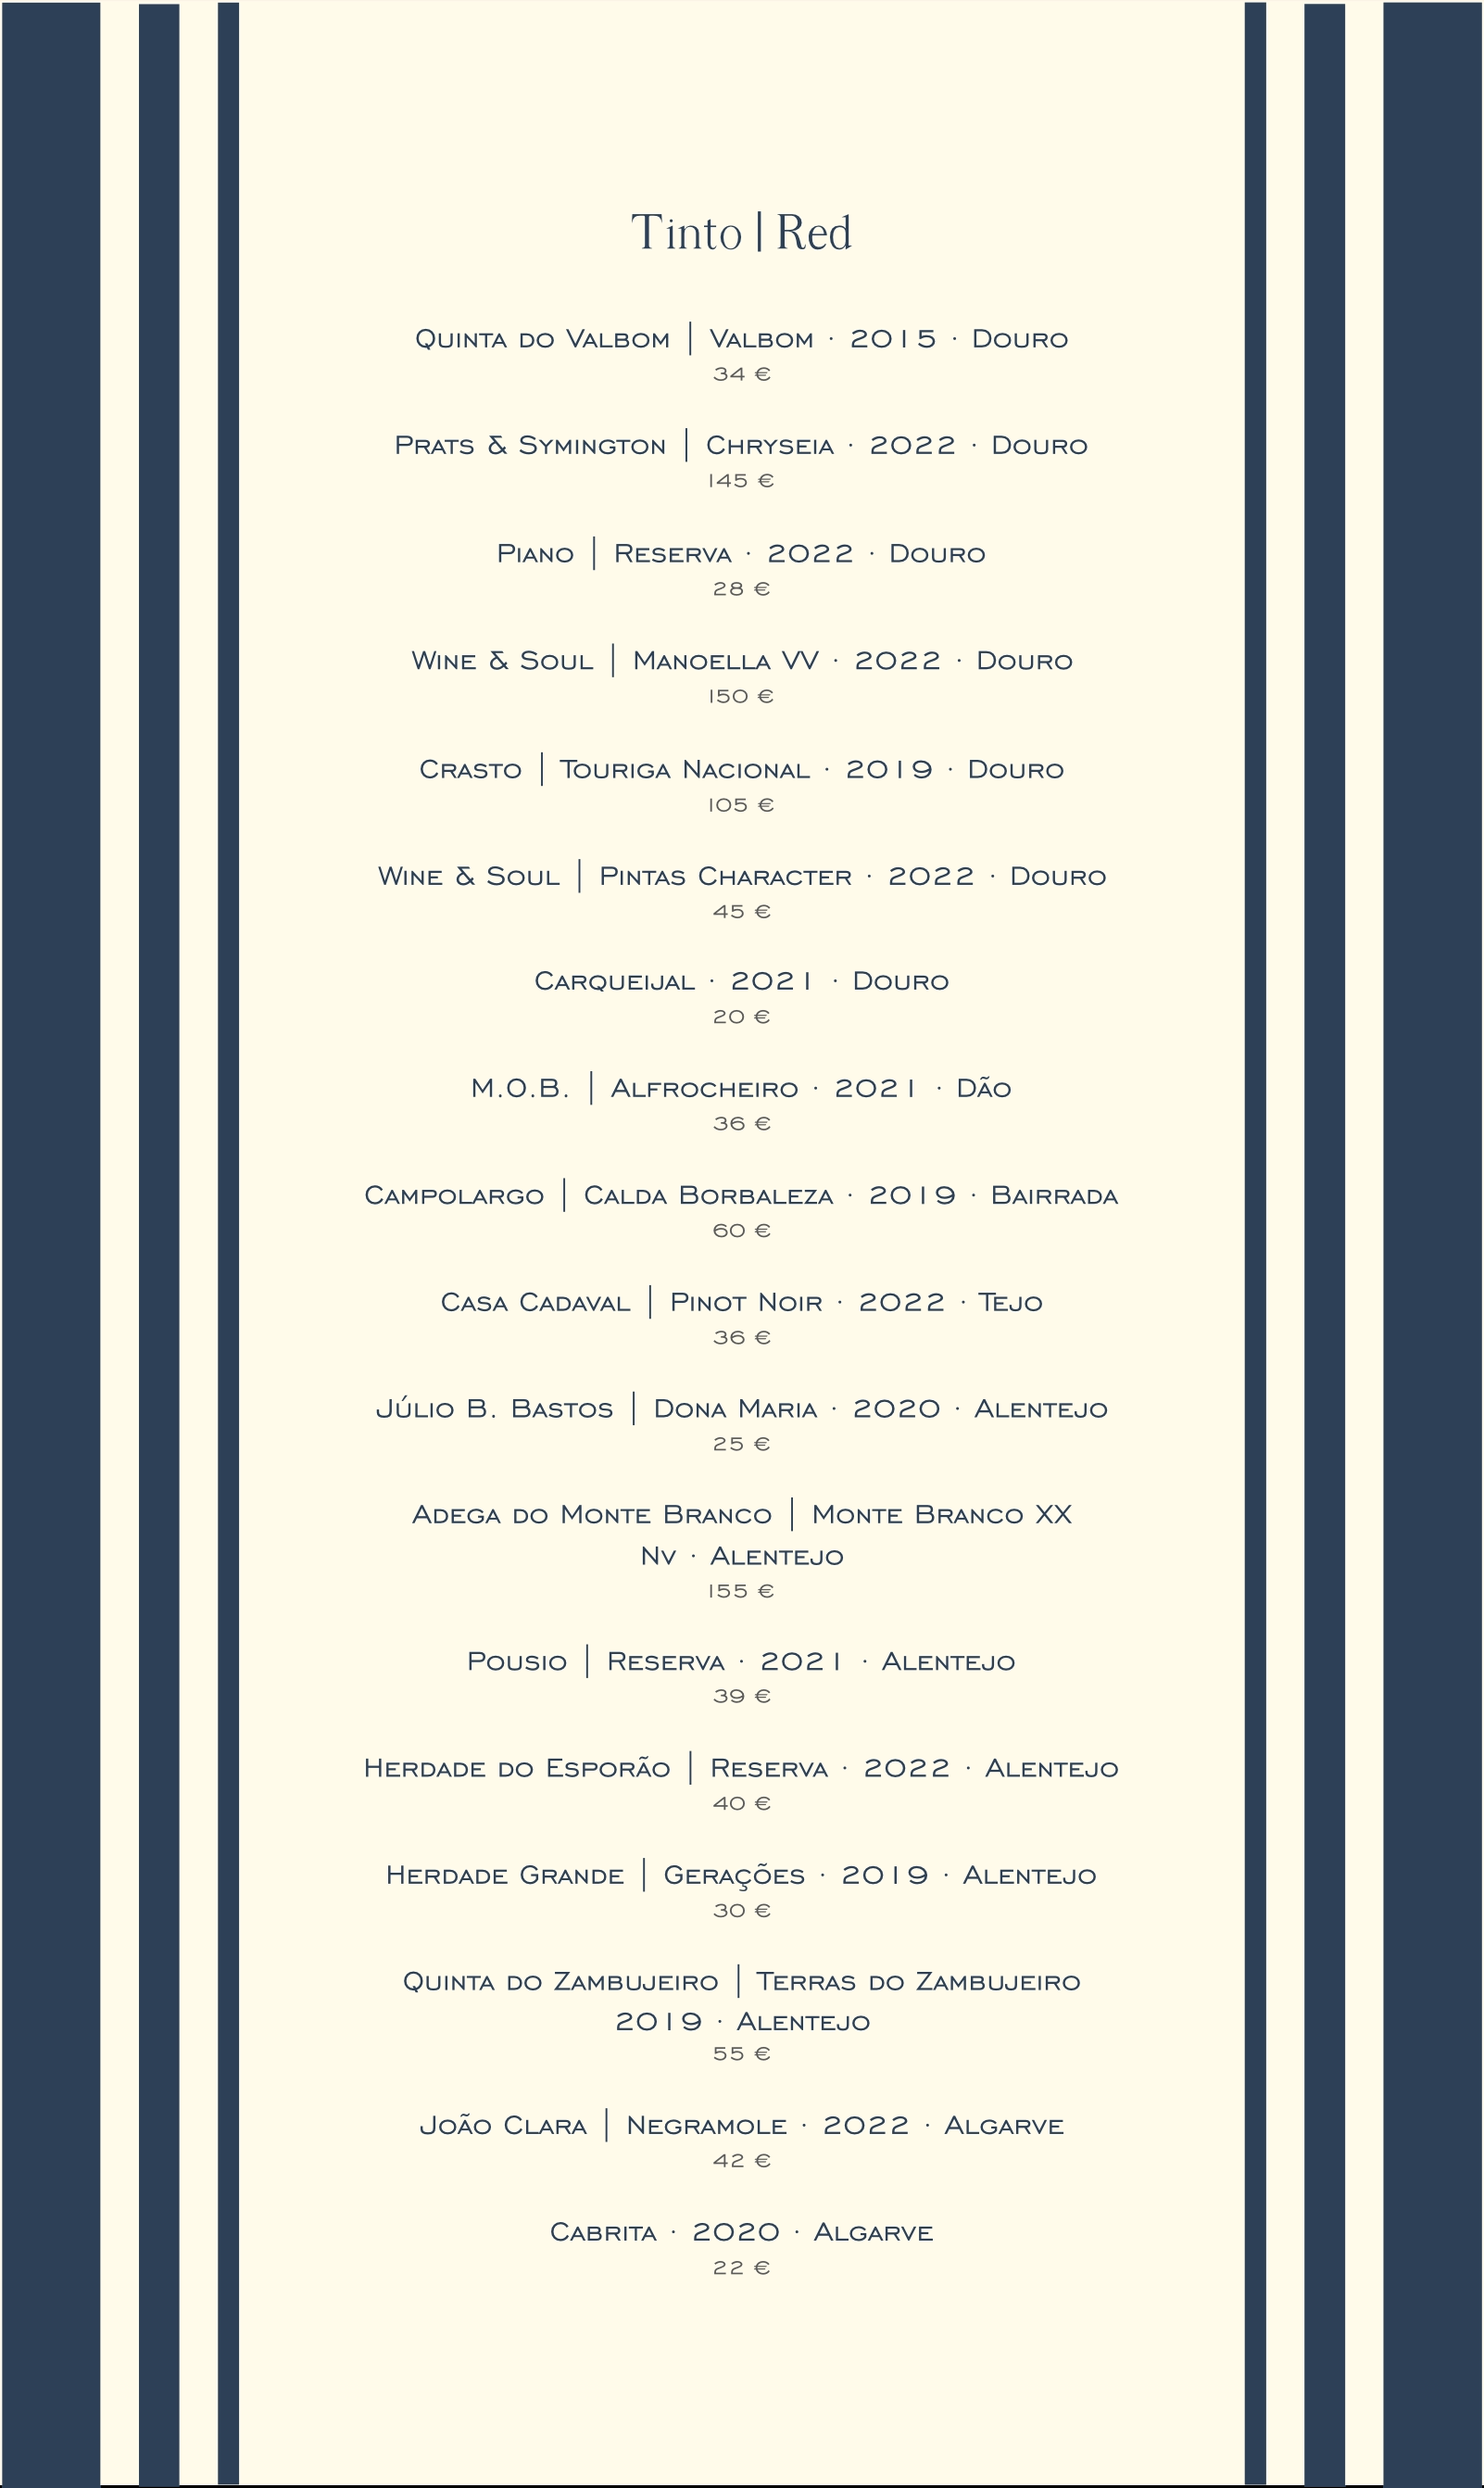 Tinto | Red
Quinta do Valbom | Valbom · 2015 · Douro
34 €
Prats & Symington | Chryseia · 2022 · Douro
145 €
Piano | Reserva · 2022 · Douro
28 €
Wine & Soul | Manoella VV · 2022 · Douro
150 €
Crasto | Touriga Nacional · 2019 · Douro
105 €
Wine & Soul | Pintas Character · 2022 · Douro
45 €
Carqueijal · 2021 · Douro
20 €
M.O.B. | Alfrocheiro · 2021 · Dão
36 €
Campolargo | Calda Borbaleza · 2019 · Bairrada
60 €
Casa Cadaval | Pinot Noir · 2022 · Tejo
36 €
Júlio B. Bastos | Dona Maria · 2020 · Alentejo
25 €
Adega do Monte Branco | Monte Branco XX
Nv · Alentejo
155 €
Pousio | Reserva · 2021 · Alentejo
39 €
Herdade do Esporão | Reserva · 2022 · Alentejo
40 €
Herdade Grande | Gerações · 2019 · Alentejo
30 €
Quinta do Zambujeiro | Terras do Zambujeiro
2019 · Alentejo
55 €
João Clara | Negramole · 2022 · Algarve
42 €
Cabrita · 2020 · Algarve
22 €